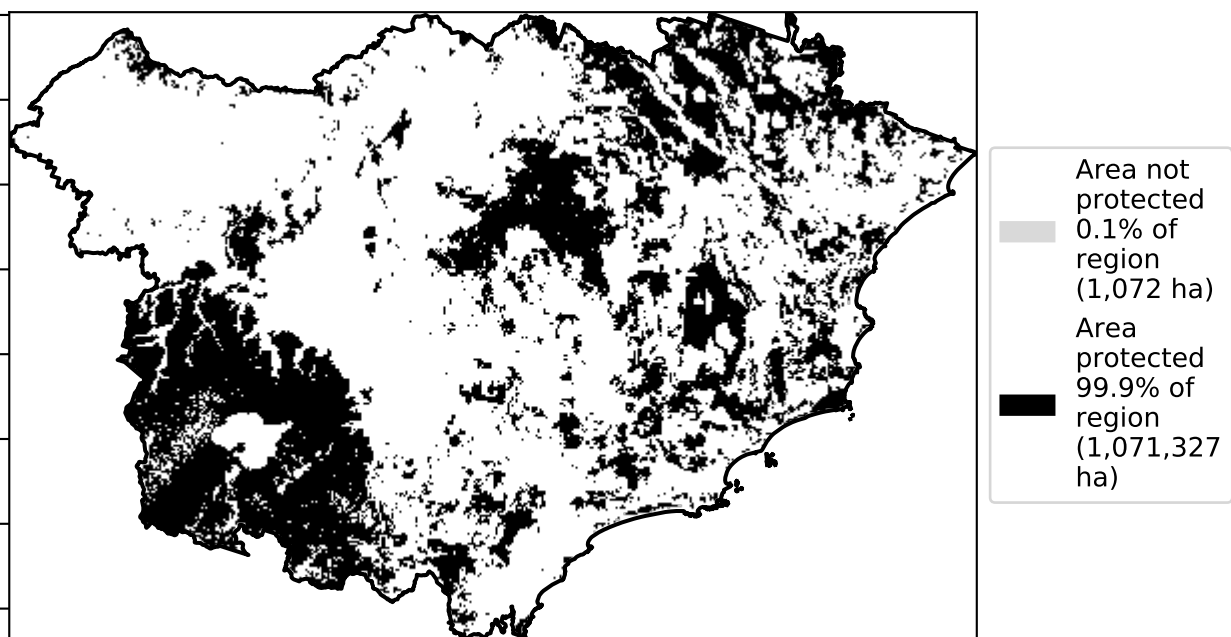 Area not
protected
0.1% of
region
(1,072 ha)
Area
protected
99.9% of
region
(1,071,327
ha)